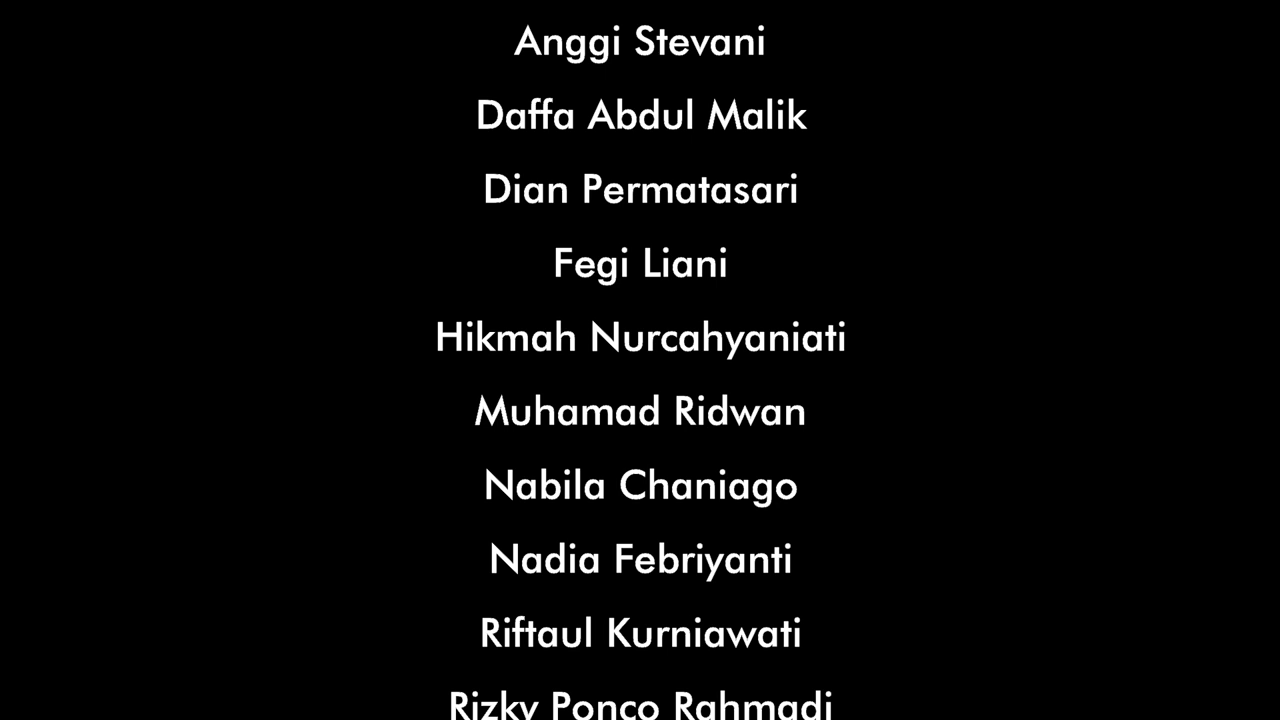 Anggi Stevani
Daffa Abdul Malik
Dian Permatasari
Fegi Liani
Hikmah Nurcahyaniati
Muhamad Ridwan
Nabila Chaniago
Nadia Febriyanti
Riftaul Kurniawati
Rizky Ponco Rahmadi